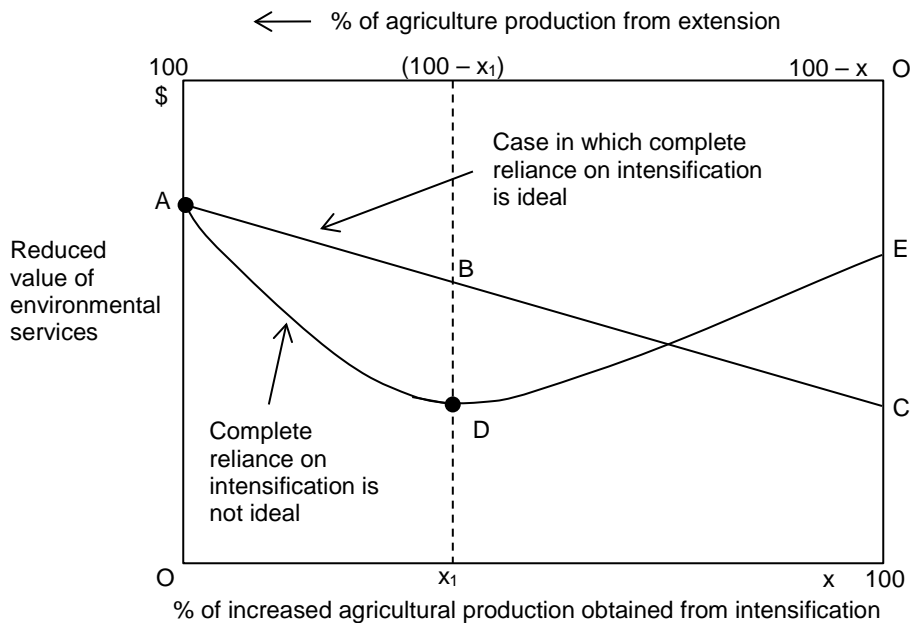 % of agriculture production from extension
100
(100 – x₁)
100 – x
O
$
Case in which complete
reliance on intensification
is ideal
A
Reduced
value of
environmental
services
B
E
C
D
Complete
reliance on
intensification is
not ideal
O
x₁
x
100
% of increased agricultural production obtained from intensification